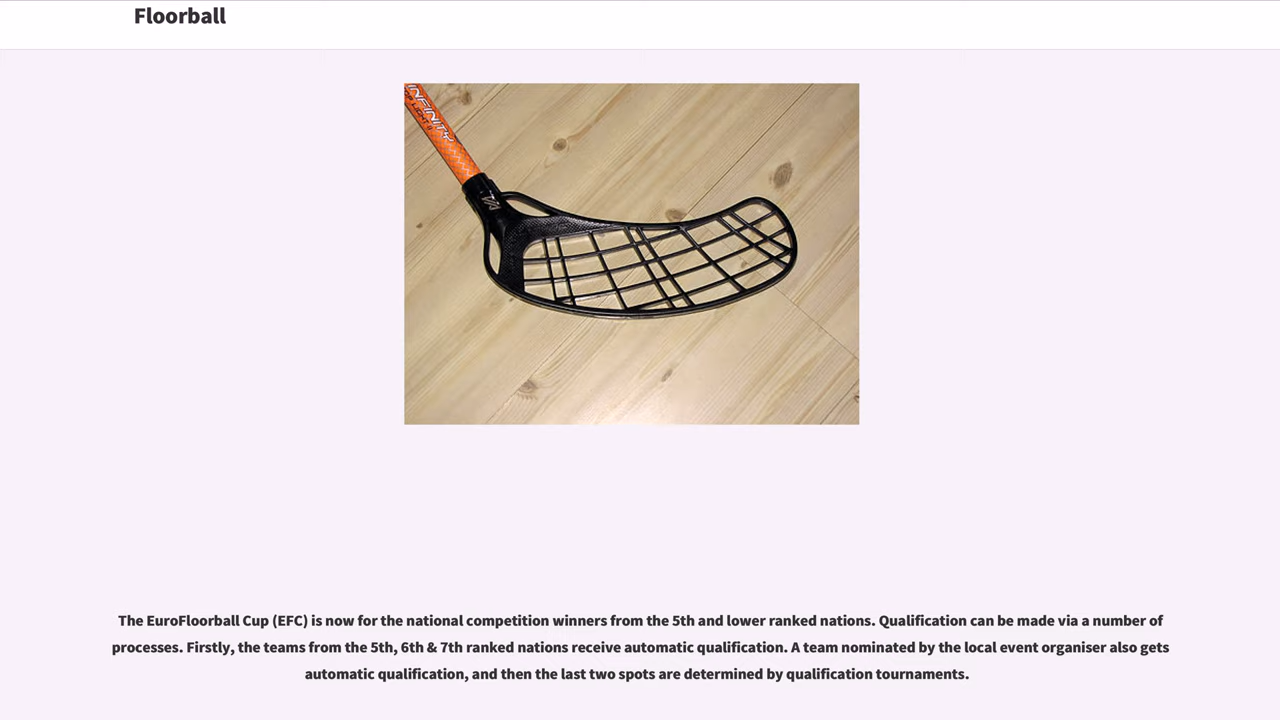 Floorball
INFINITY
The EuroFloorball Cup (EFC) is now for the national competition winners from the 5th and lower ranked nations. Qualification can be made via a number of
processes. Firstly, the teams from the 5th, 6th & 7th ranked nations receive automatic qualification. A team nominated by the local event organiser also gets
automatic qualification, and then the last two spots are determined by qualification tournaments.